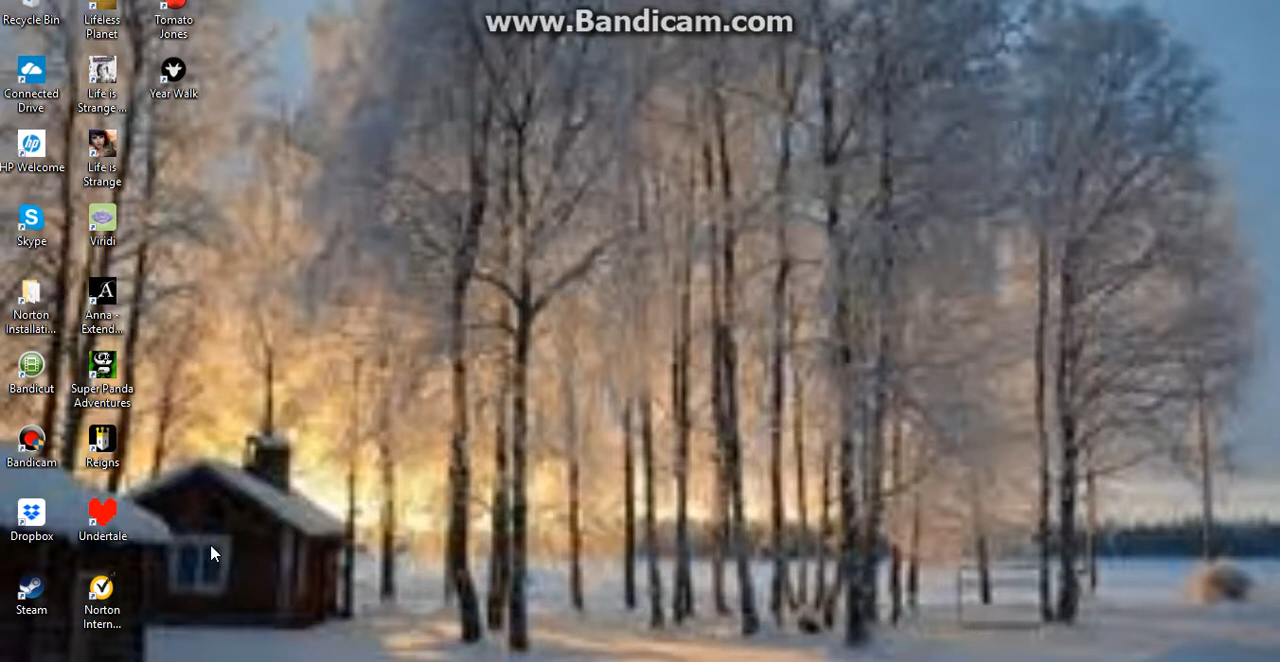 www.Bandicam.com
Recycle Bin
Lifeless
Planet
Tomato
Jones
Connected
Drive
Life is
Strange ...
Year Walk
HP Welcome
Life is
Strange
Skype
Viridi
Norton
Installati...
Anna -
Extend...
Bandicut
Super Panda
Adventures
Bandicam
Reigns
Dropbox
Undertale
Steam
Norton
Intern...